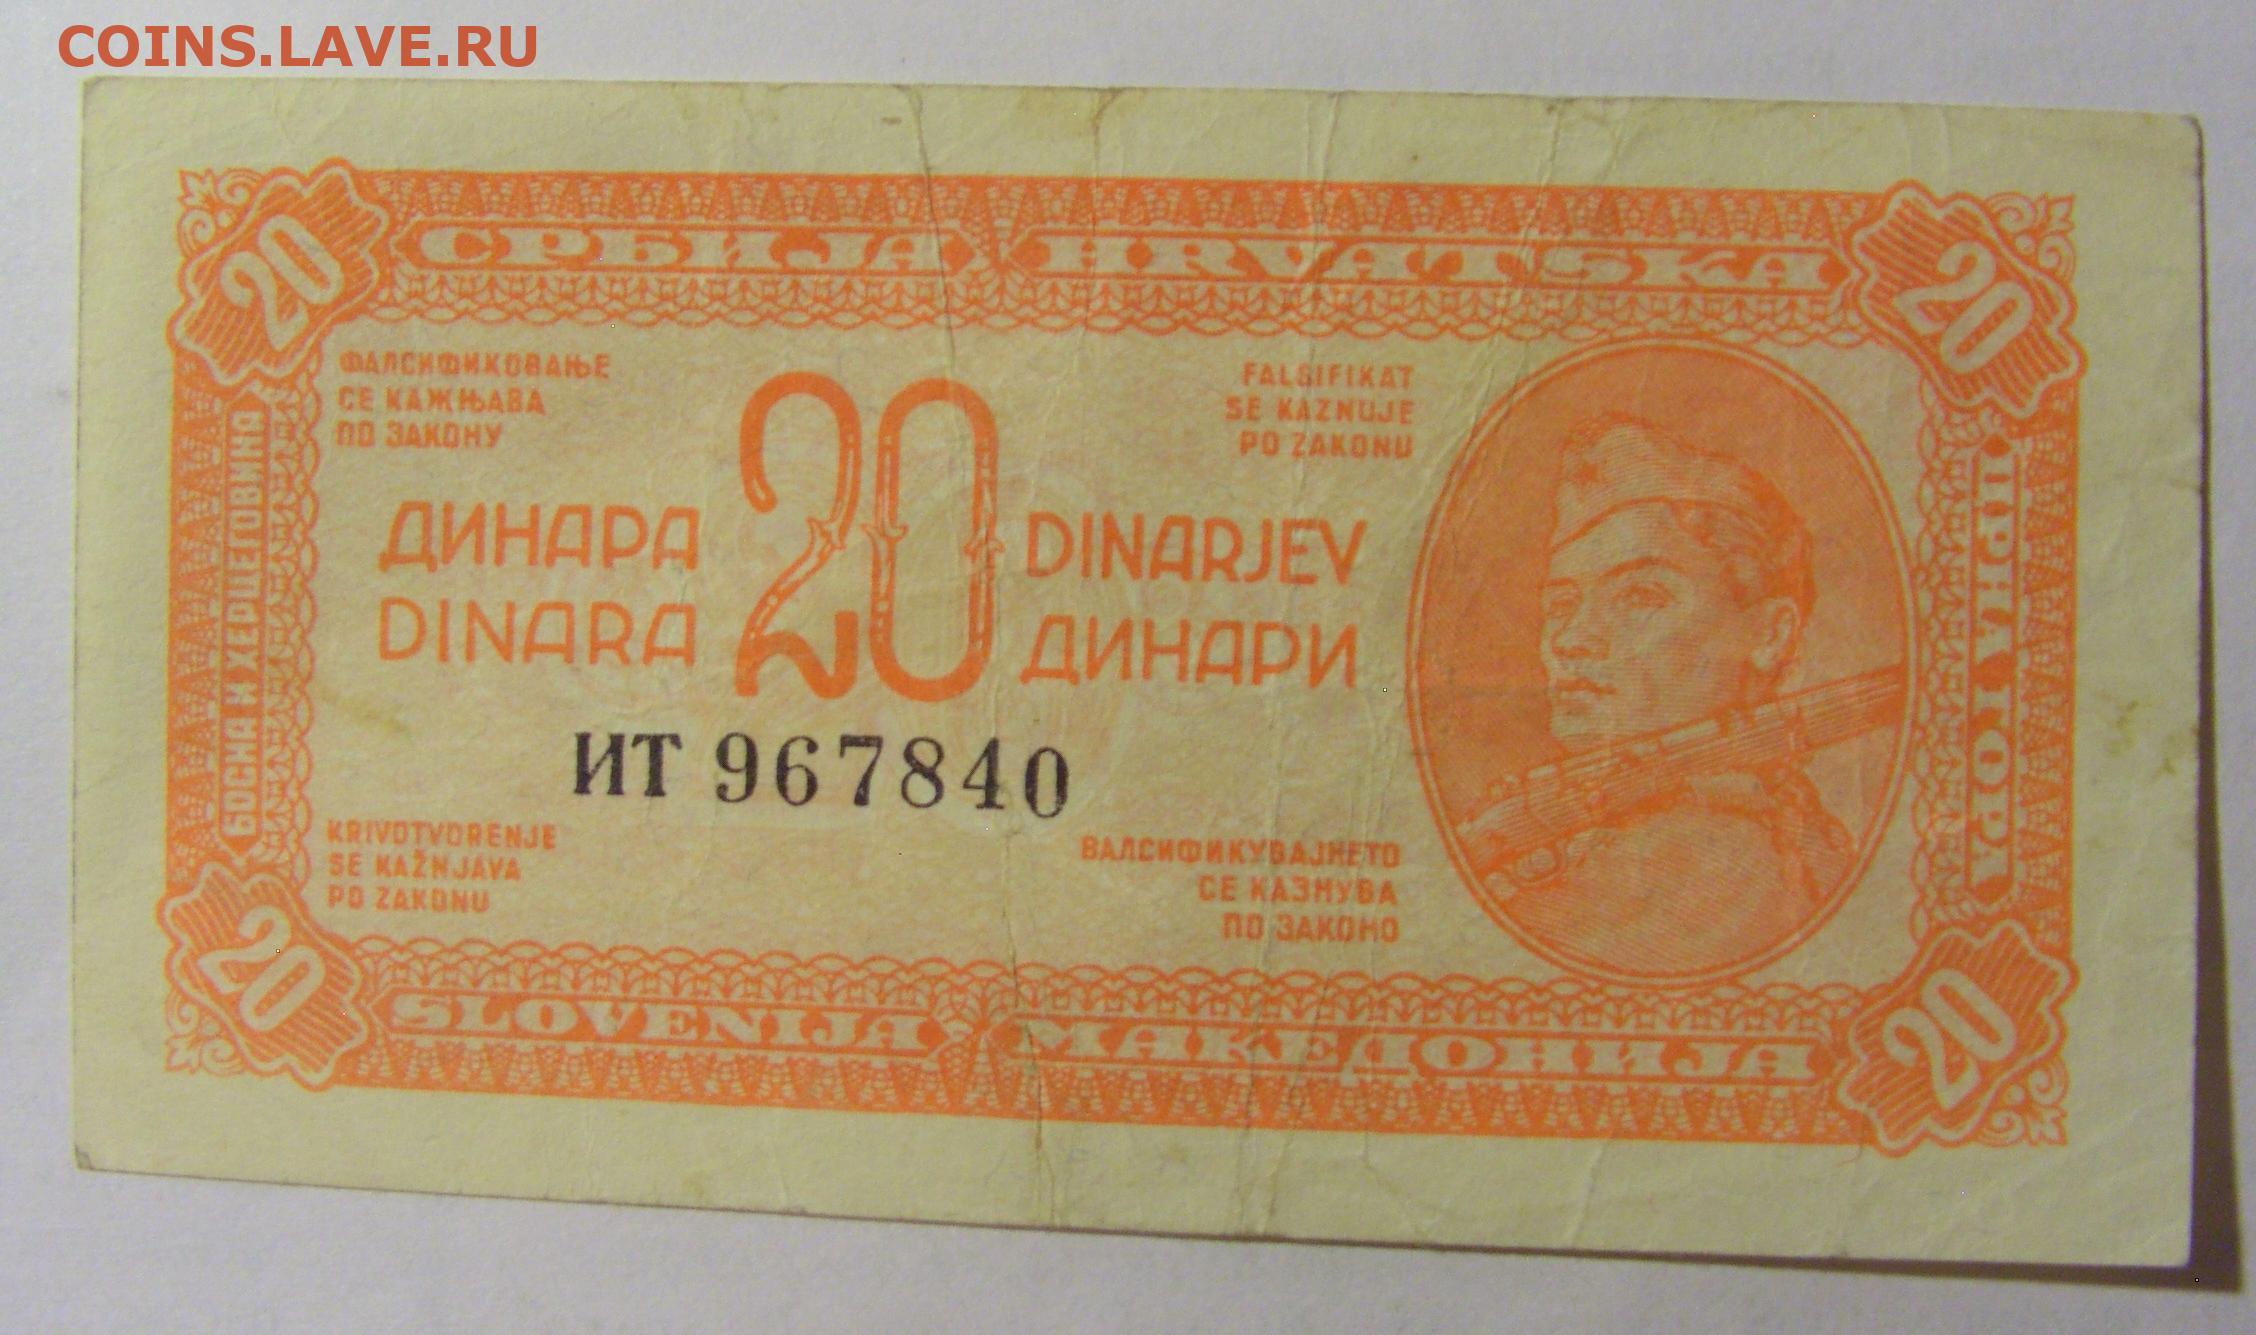 COINS.LAVE.RU
20
СРБИЈА
HRVATSKA
20
ФАЛСИФИКОВАЊЕ
СЕ КАЖЊАВА
ПО ЗАКОНУ
FALSIFIKAT
SE KAZNUJE
PO ZAKONU
БОСНА И ХЕРЦЕГОВИНА
ЦРНА ГОРА
20
ДИНАРА
DINARJEV
DINARA
ДИНАРИ
ИТ 967840
KRIVOTVORENJE
SE KAŽNJAVA
PO ZAKONU
ВАЛСИФИКУВАЈНЕТО
СЕ КАЗНУВА
ПО ЗАКОНО
20
SLOVENIJA
МАКЕДОНИЈА
20